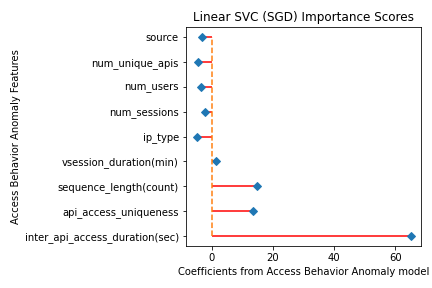 Linear SVC (SGD) Importance Scores
Access Behavior Anomaly Features
source
num_unique_apis
num_users
num_sessions
ip_type
vsession_duration(min)
sequence_length(count)
api_access_uniqueness
inter_api_access_duration(sec)
0
20
40
60
Coefficients from Access Behavior Anomaly model